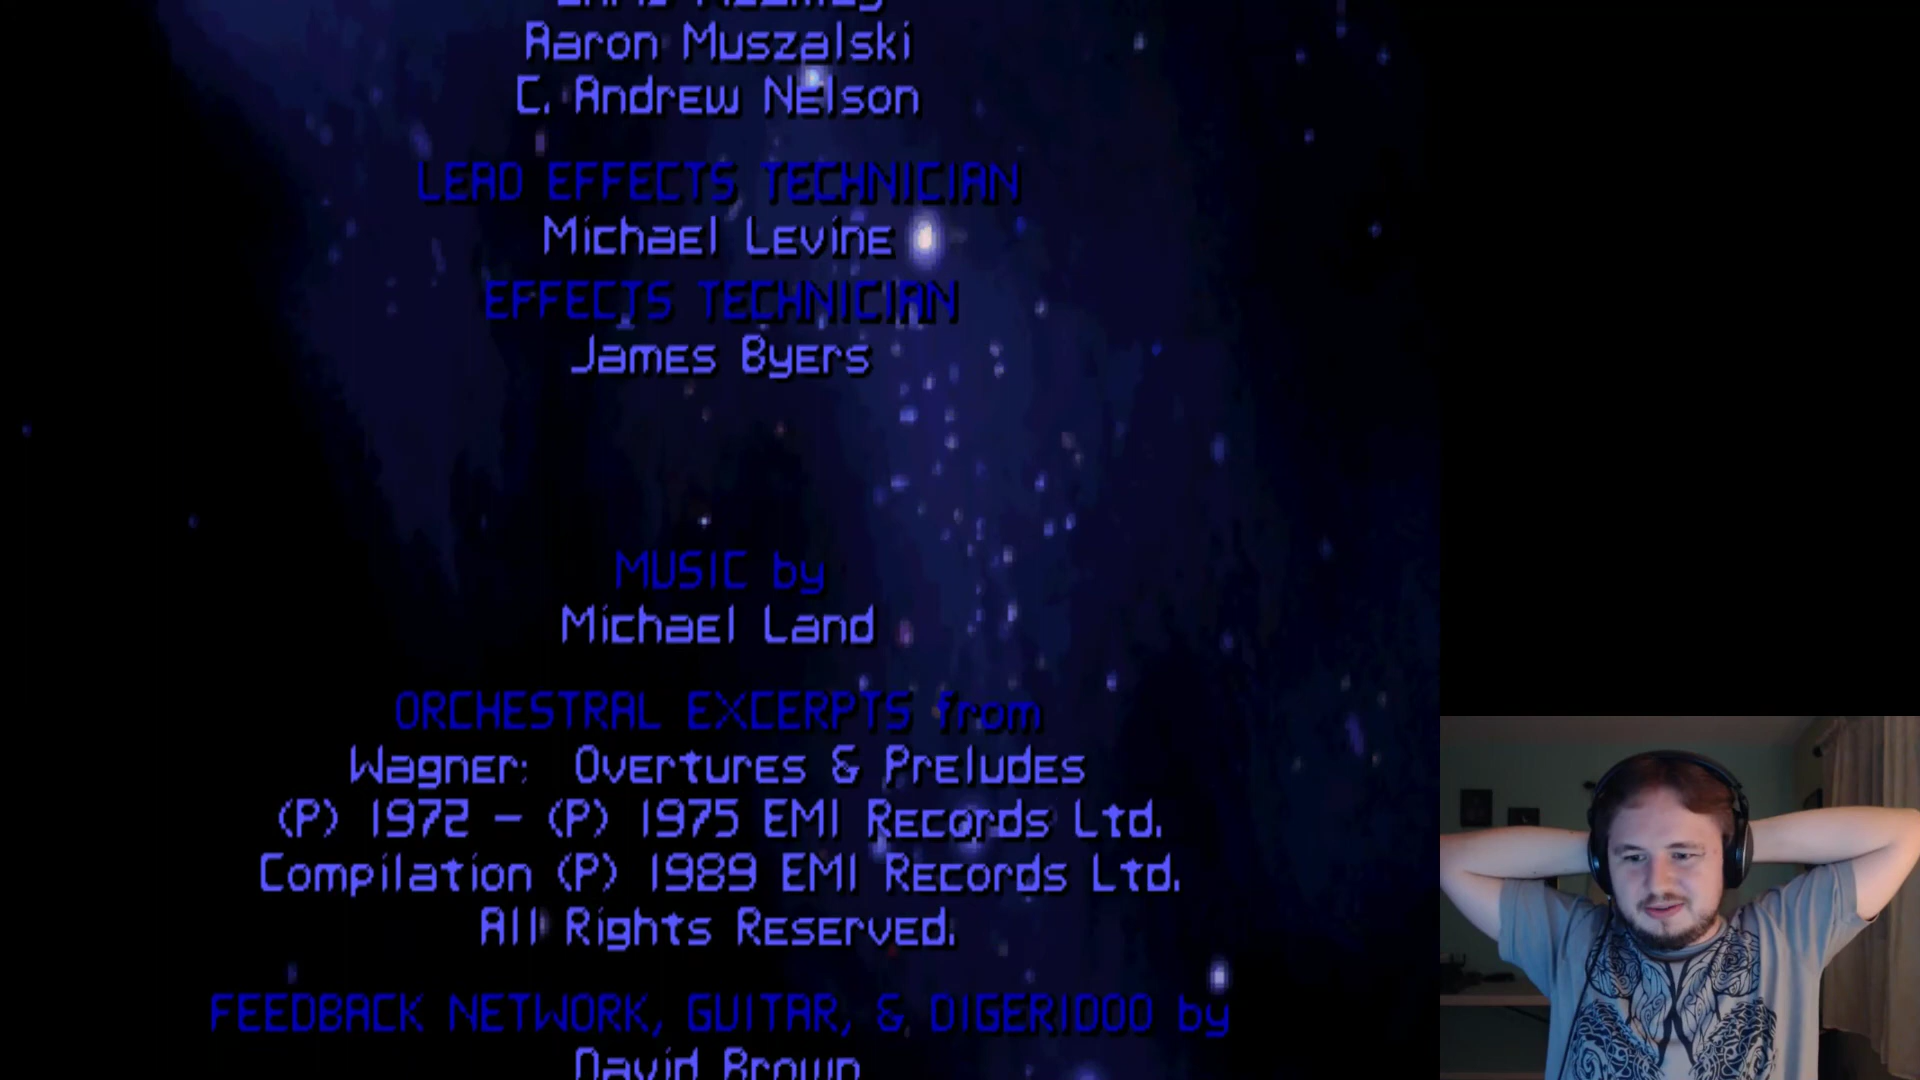 Aaron Muszalski
C. Andrew Nelson
LEAD EFFECTS TECHNICIAN
Michael Levine
EFFECTS TECHNICIAN
James Byers
MUSIC by
Michael Land
ORCHESTRAL EXCERPTS from
Wagner: Overtures & Preludes
(P) 1972 - (P) 1975 EMI Records Ltd.
Compilation (P) 1989 EMI Records Ltd.
All Rights Reserved.
FEEDBACK NETWORK, GUITAR, & DIGERIDOO by
David Brown